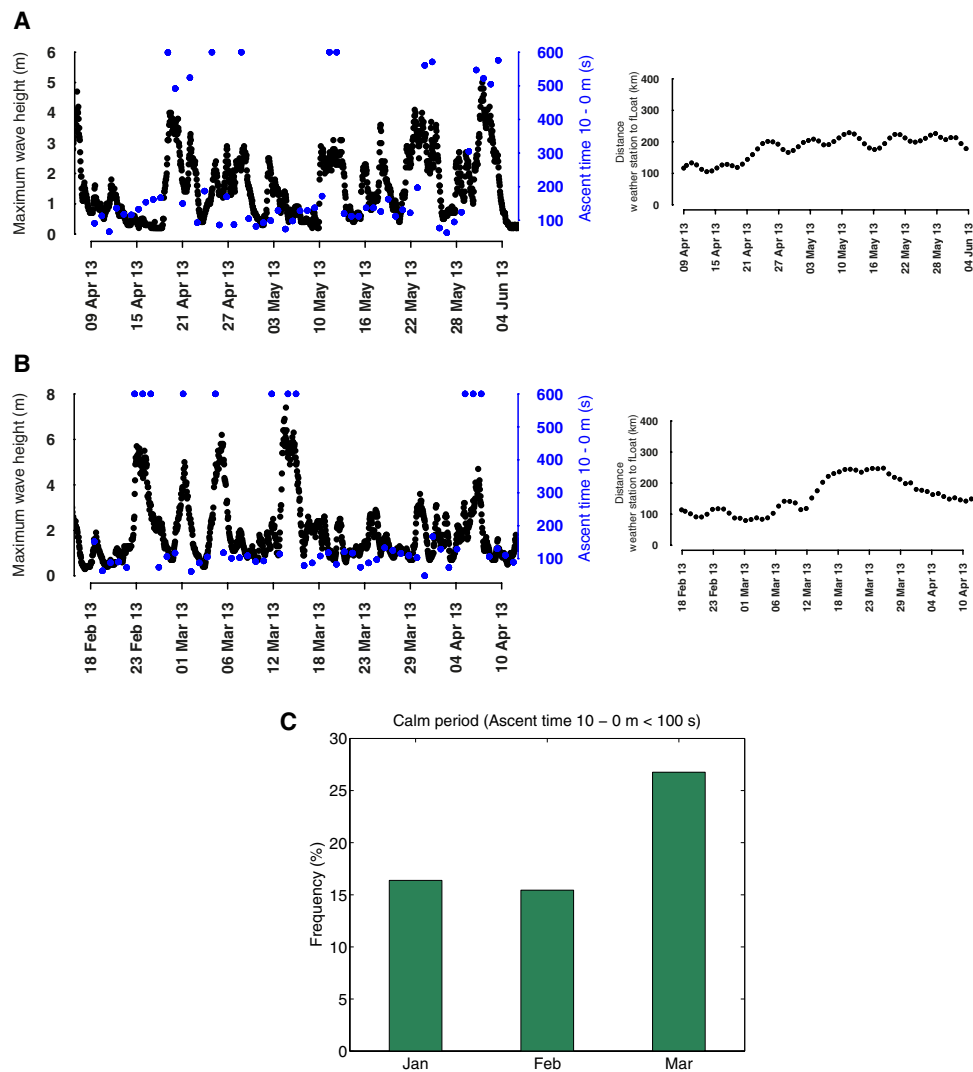 A
Maximum wave height (m)
6
5
4
3
2
1
0
600
500
400
300
200
100
Ascent time 10 - 0 m (s)
09 Apr 13
15 Apr 13
21 Apr 13
27 Apr 13
03 May 13
10 May 13
16 May 13
22 May 13
28 May 13
04 Jun 13
Distance
weather station to fLoat (km)
400
300
200
100
0
09 Apr 13
15 Apr 13
21 Apr 13
27 Apr 13
03 May 13
10 May 13
16 May 13
22 May 13
28 May 13
04 Jun 13
B
Maximum wave height (m)
8
6
4
2
0
600
500
400
300
200
100
Ascent time 10 - 0 m (s)
18 Feb 13
23 Feb 13
01 Mar 13
06 Mar 13
12 Mar 13
18 Mar 13
23 Mar 13
29 Mar 13
04 Apr 13
10 Apr 13
Distance
weather station to fLoat (km)
400
300
200
100
0
18 Feb 13
23 Feb 13
01 Mar 13
06 Mar 13
12 Mar 13
18 Mar 13
23 Mar 13
29 Mar 13
04 Apr 13
10 Apr 13
C
Calm period (Ascent time 10 − 0 m < 100 s)
Frequency (%)
30
25
20
15
10
5
0
Jan
Feb
Mar